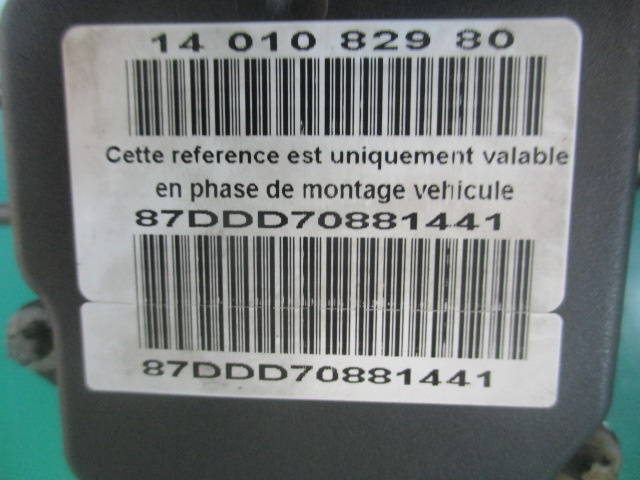 14 010 829 80
Cette reference est uniquement valable
en phase de montage vehicule
87DDD70881441
87DDD70881441